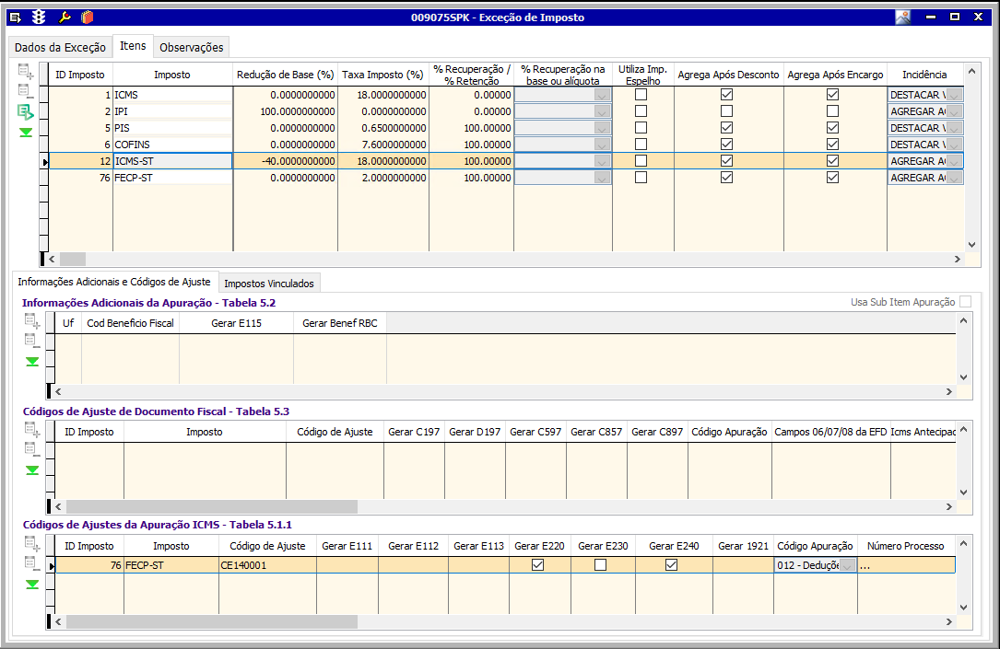 009075SPK - Exceção de Imposto
Dados da Exceção Itens Observações
ID Imposto Imposto Redução de Base (%) Taxa Imposto (%) % Recuperação / % Retenção % Recuperação na base ou alíquota Utiliza Imp. Espelho Agrega Após Desconto Agrega Após Encargo Incidência
1 ICMS 0.0000000000 18.0000000000 0.00000 DESTACAR V
2 IPI 100.0000000000 0.0000000000 0.00000 AGREGAR A
5 PIS 0.0000000000 0.6500000000 100.00000 DESTACAR V
6 COFINS 0.0000000000 7.6000000000 100.00000 DESTACAR V
12 ICMS-ST -40.0000000000 18.0000000000 100.00000 AGREGAR A
76 FECP-ST 0.0000000000 2.0000000000 100.00000 AGREGAR A
Informações Adicionais e Códigos de Ajuste Impostos Vinculados
Informações Adicionais da Apuração - Tabela 5.2 Usa Sub Item Apuração
Uf Cod Beneficio Fiscal Gerar E115 Gerar Benef RBC
Códigos de Ajuste de Documento Fiscal - Tabela 5.3
ID Imposto Imposto Código de Ajuste Gerar C197 Gerar D197 Gerar C597 Gerar C857 Gerar C897 Código Apuração Campos 06/07/08 da EFD Icms Antecipac
Códigos de Ajustes da Apuração ICMS - Tabela 5.1.1
ID Imposto Imposto Código de Ajuste Gerar E111 Gerar E112 Gerar E113 Gerar E220 Gerar E230 Gerar E240 Gerar 1921 Código Apuração Número Processo
76 FECP-ST CE140001 012 - Deduçõe ...